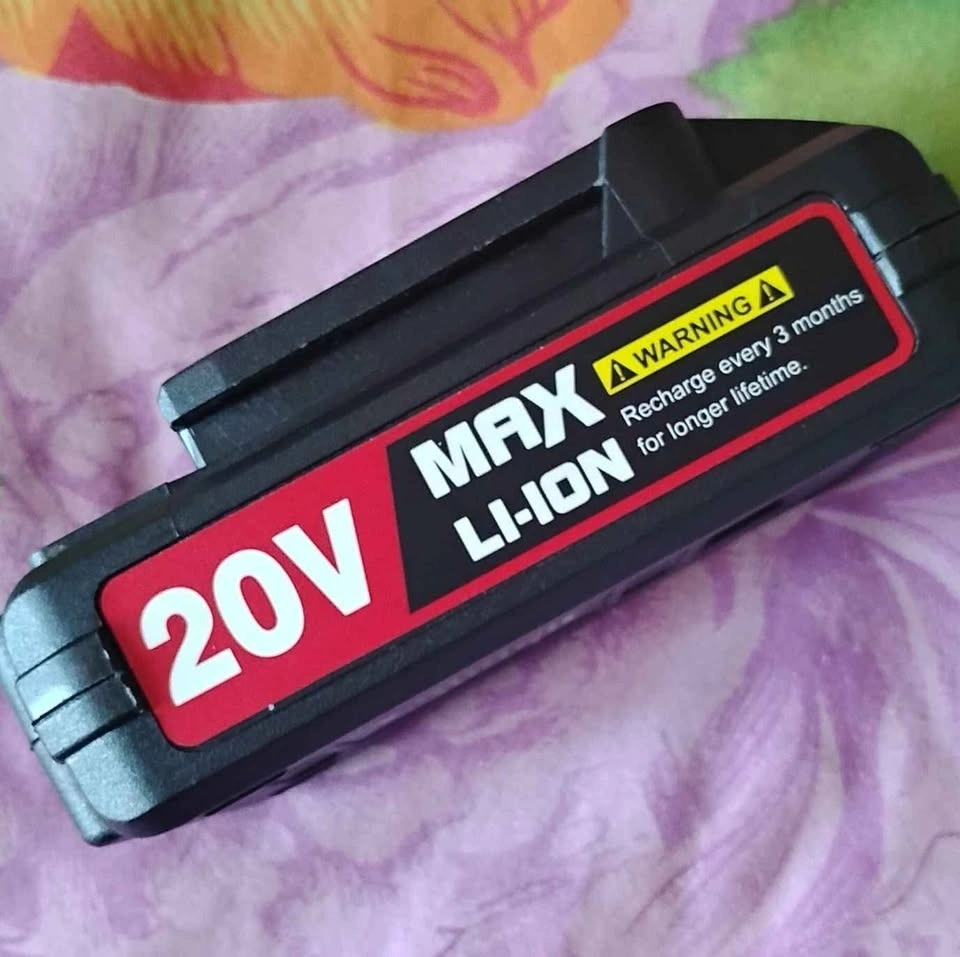 20V
MAX
LI-ION
WARNING
Recharge every 3 months
for longer lifetime.